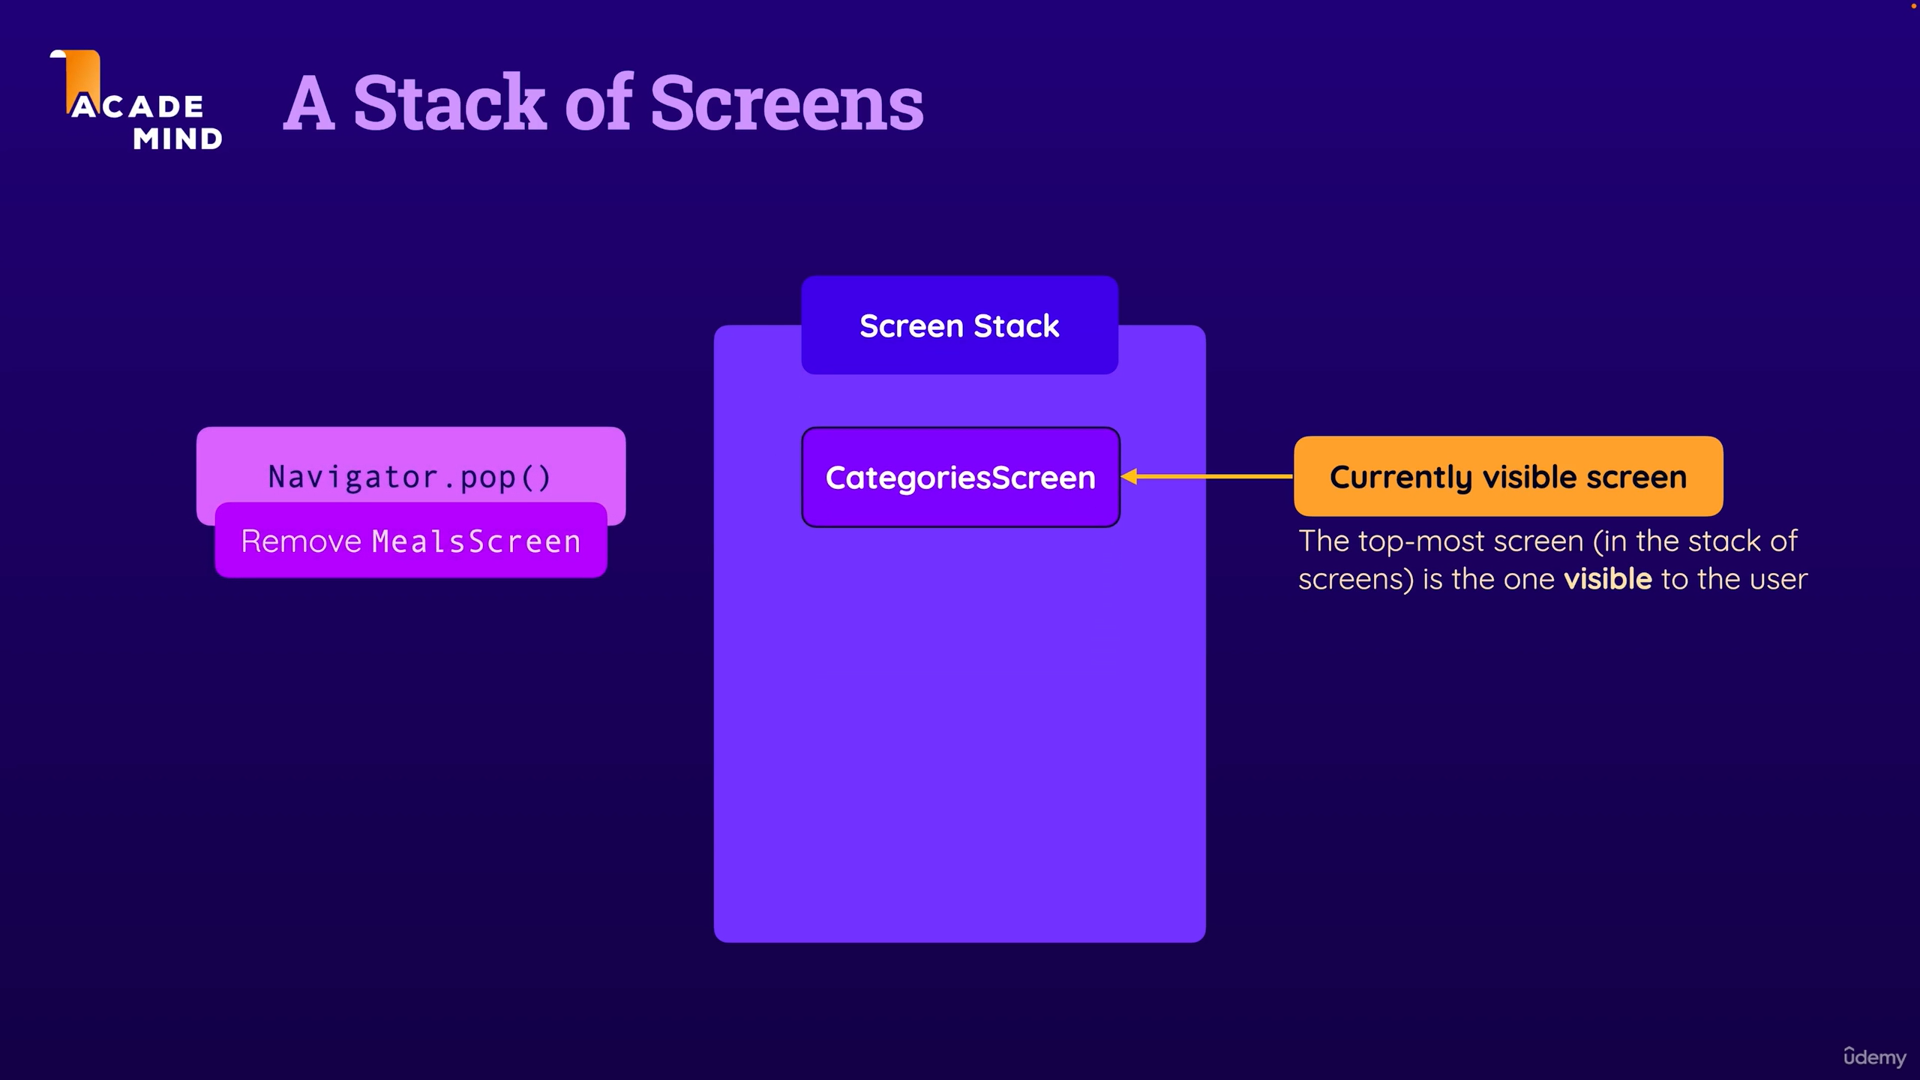 ACADE
MIND
A Stack of Screens
Screen Stack
Navigator.pop()
Remove MealsScreen
CategoriesScreen
Currently visible screen
The top-most screen (in the stack of
screens) is the one visible to the user
ûdemy